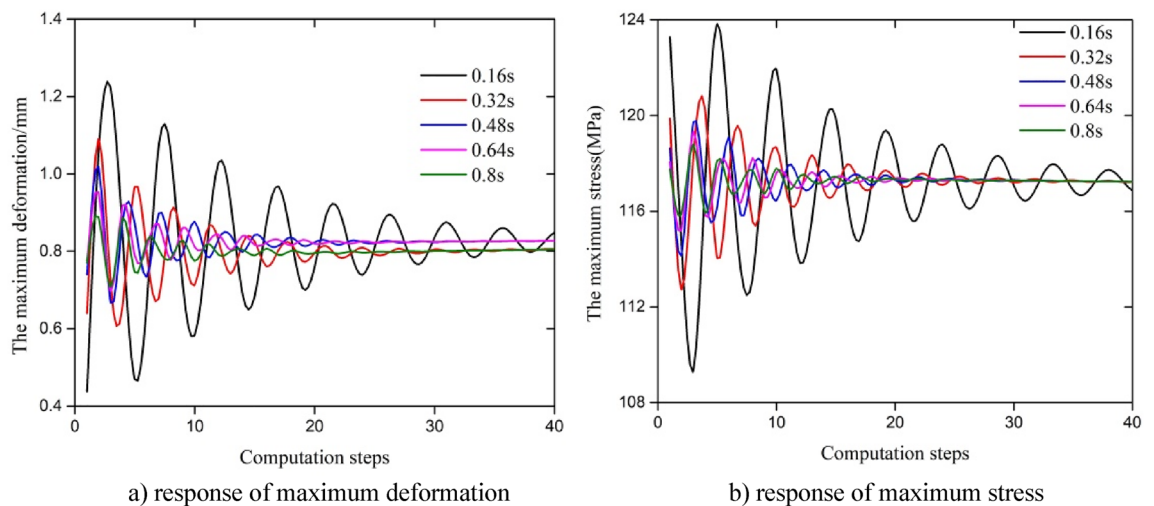 1.4
1.2
1.0
0.8
0.6
0.4
The maximum deformation/mm
0.16s
0.32s
0.48s
0.64s
0.8s
0
10
20
30
40
Computation steps
a) response of maximum deformation
124
120
116
112
108
The maximum stress(MPa)
0.16s
0.32s
0.48s
0.64s
0.8s
0
10
20
30
40
Computation steps
b) response of maximum stress